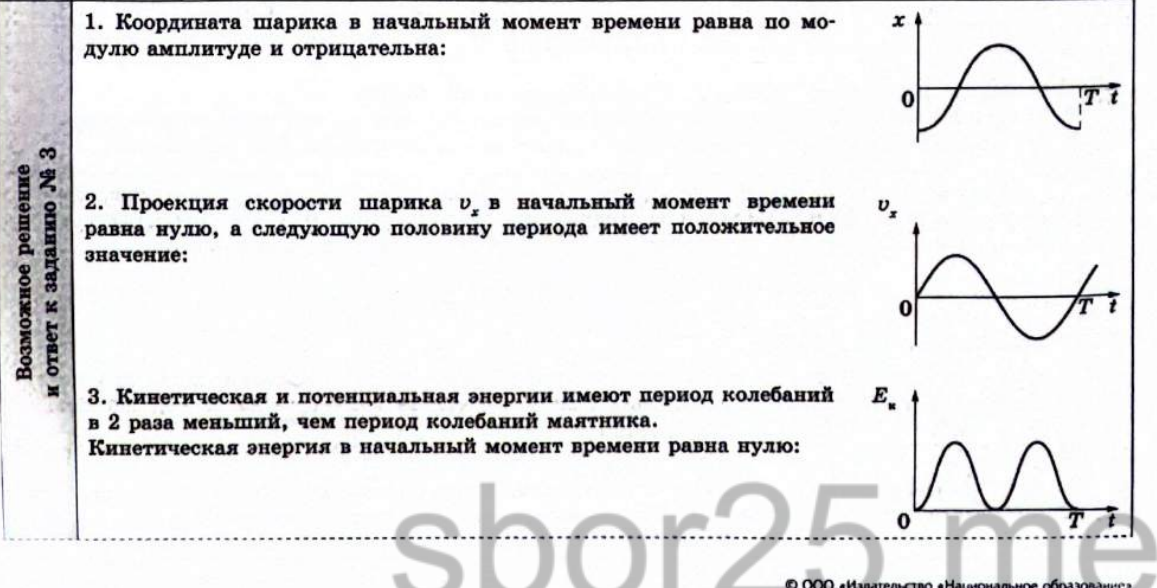 Возможное решение
и ответ к заданию № 3
1. Координата шарика в начальный момент времени равна по мо-
дулю амплитуде и отрицательна:
x
0
T t
2. Проекция скорости шарика vₓ в начальный момент времени
равна нулю, а следующую половину периода имеет положительное
значение:
vₓ
0
T t
3. Кинетическая и потенциальная энергии имеют период колебаний
в 2 раза меньший, чем период колебаний маятника.
Кинетическая энергия в начальный момент времени равна нулю:
Eк
0
T t
sbor25.me
© ООО «Издательство «Национальное образование»